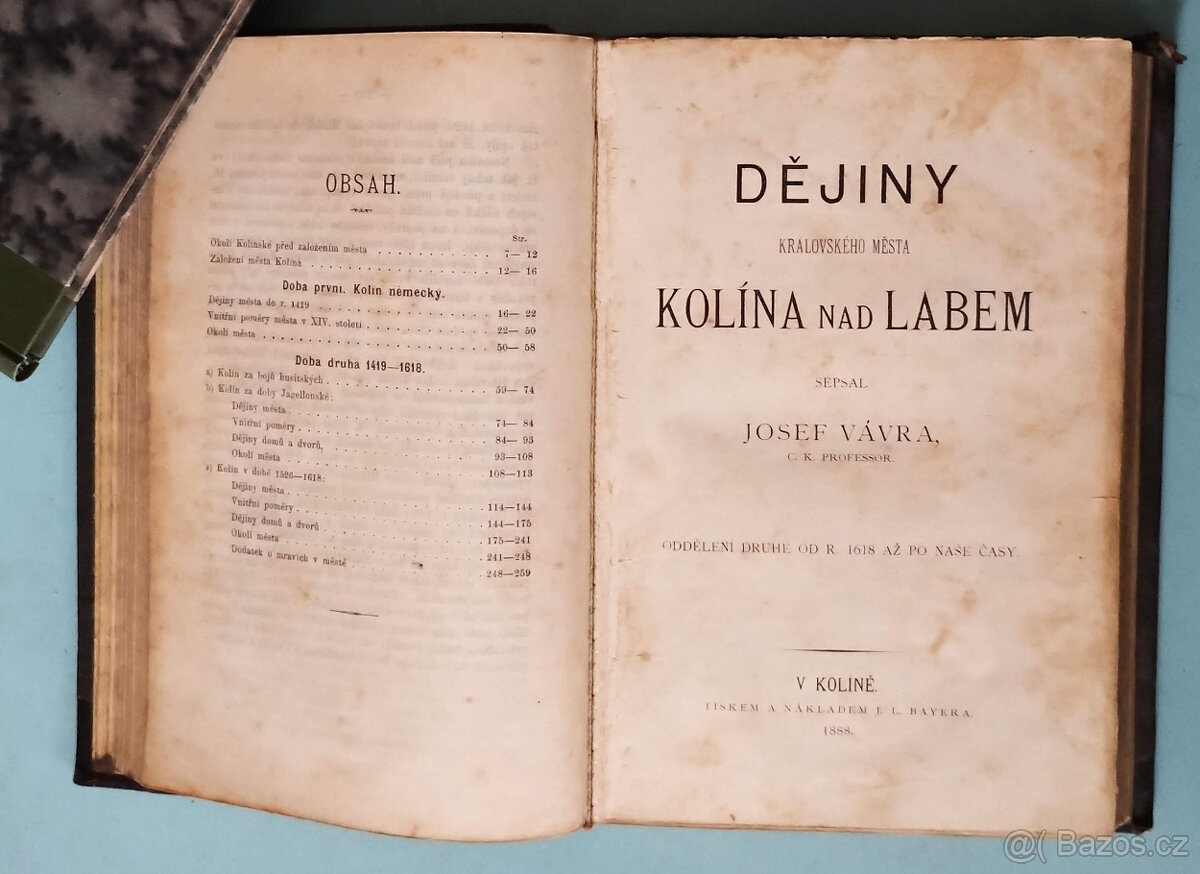 OBSAH.
Str.
Okolí Kolínské před založením města 7— 12
Založení města Kolína 12— 16
Doba první. Kolín německý.
Dějiny města do r. 1419 16— 22
Vnitřní poměry města v XIV. století 22— 50
Okolí města 50— 58
Doba druhá 1419—1618.
a) Kolín za bojů husitských 59— 74
b) Kolín za doby Jagellonské:
Dějiny města 74— 84
Vnitřní poměry 84— 93
Dějiny domů a dvorů, 93—108
Okolí města 108—113
c) Kolín v době 1526—1618:
Dějiny města 114—144
Vnitřní poměry 144—175
Dějiny domů a dvorů 175—241
Okolí města 241—248
Dodatek o mravích v městě 248—259
DĚJINY
KRALOVSKÉHO MĚSTA
KOLÍNA NAD LABEM
SEPSAL
JOSEF VÁVRA,
C. K. PROFESSOR.
ODDĚLENÍ DRUHÉ OD R. 1618 AŽ PO NAŠE ČASY.
V KOLÍNĚ.
TISKEM A NÁKLADEM J. L. BAYERA.
1888.
@( Bazos.cz